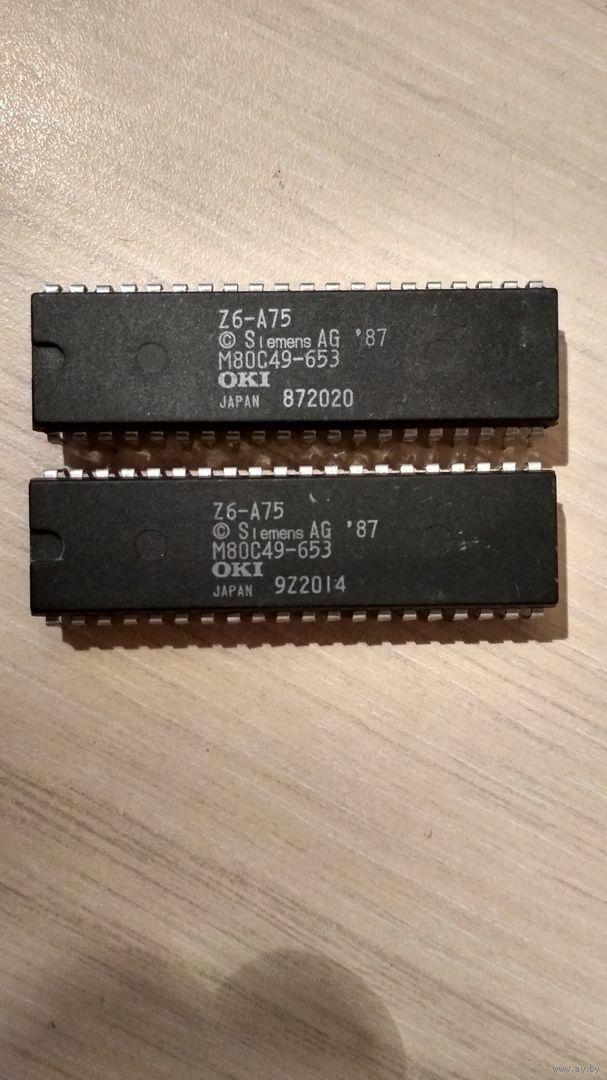 Z6-A75
© Siemens AG '87
M80C49-653
OKI
JAPAN 872020
Z6-A75
© Siemens AG '87
M80C49-653
OKI
JAPAN 9Z2014
www.ay.by